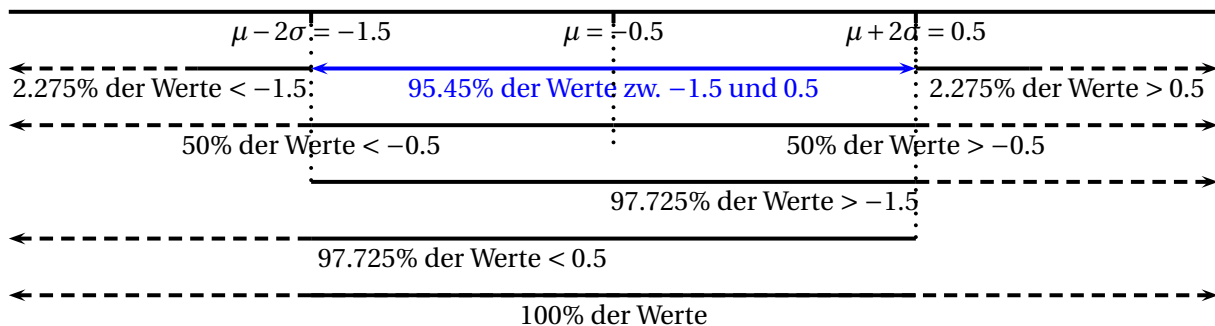 μ − 2σ = −1.5 μ = −0.5 μ + 2σ = 0.5
2.275% der Werte < −1.5 95.45% der Werte zw. −1.5 und 0.5 2.275% der Werte > 0.5
50% der Werte < −0.5 50% der Werte > −0.5
97.725% der Werte > −1.5
97.725% der Werte < 0.5
100% der Werte